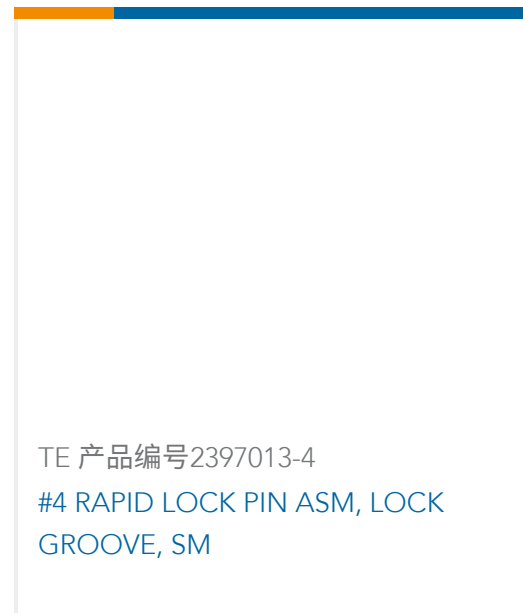 TE 产品编号2397013-4
#4 RAPID LOCK PIN ASM, LOCK
GROOVE, SM